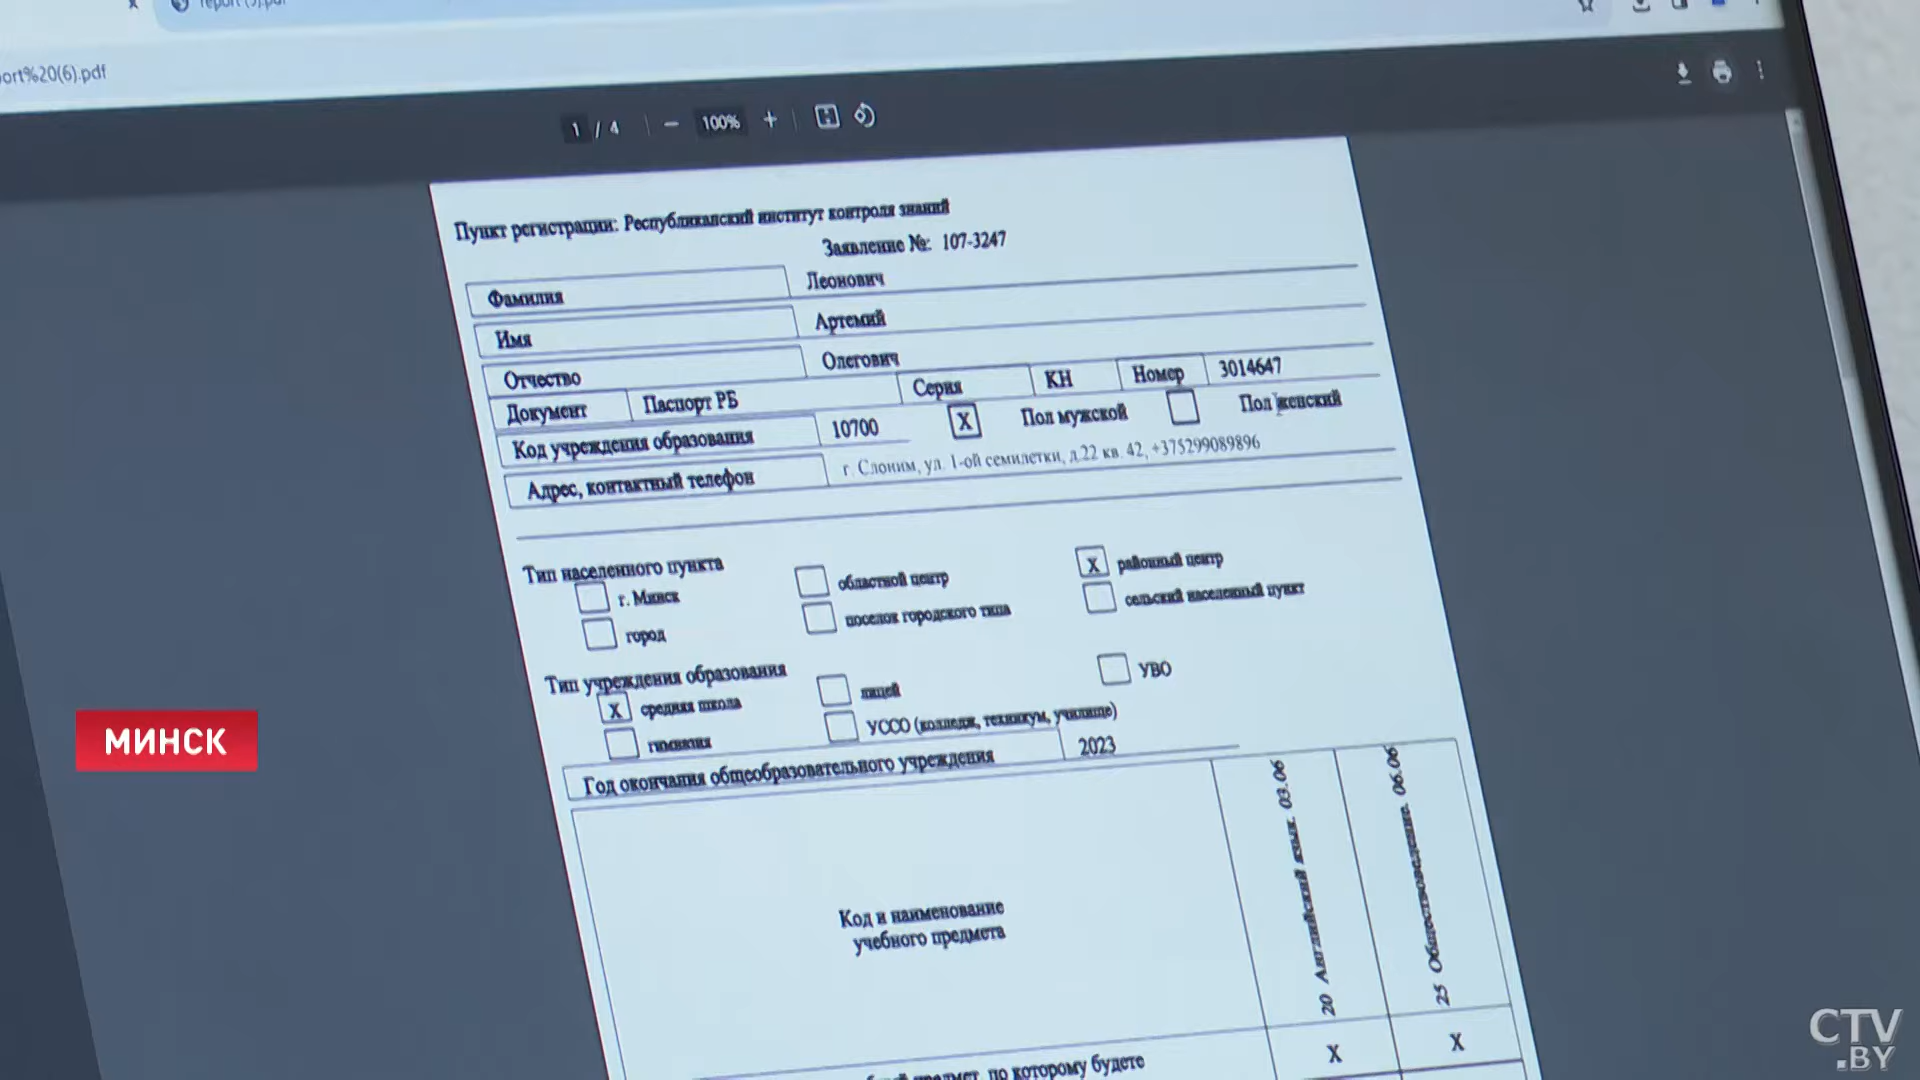 report (5).pdf
ort%20(6).pdf
1 / 4 — 100% +
Пункт регистрации: Республиканский институт контроля знаний
Заявление №: 107-3247
Фамилия Леонович
Имя Артемий
Отчество Олегович
Документ Паспорт РБ Серия КН Номер 3014647
Код учреждения образования 10700 X Пол мужской Пол женский
Адрес, контактный телефон г. Слоним, ул. 1-ой семилетки, д.22 кв. 42, +375299089896
Тип населенного пункта
г. Минск областной центр X районный центр
город поселок городского типа сельский населенный пункт
Тип учреждения образования
X средняя школа лицей УВО
гимназия УССО (колледж, техникум, училище)
Год окончания общеобразовательного учреждения 2023
Код и наименование
учебного предмета
20 Английский язык. 03.06
25 Обществоведение. 06.06
предмет, по которому будете X X
МИНСК
CTV
.BY